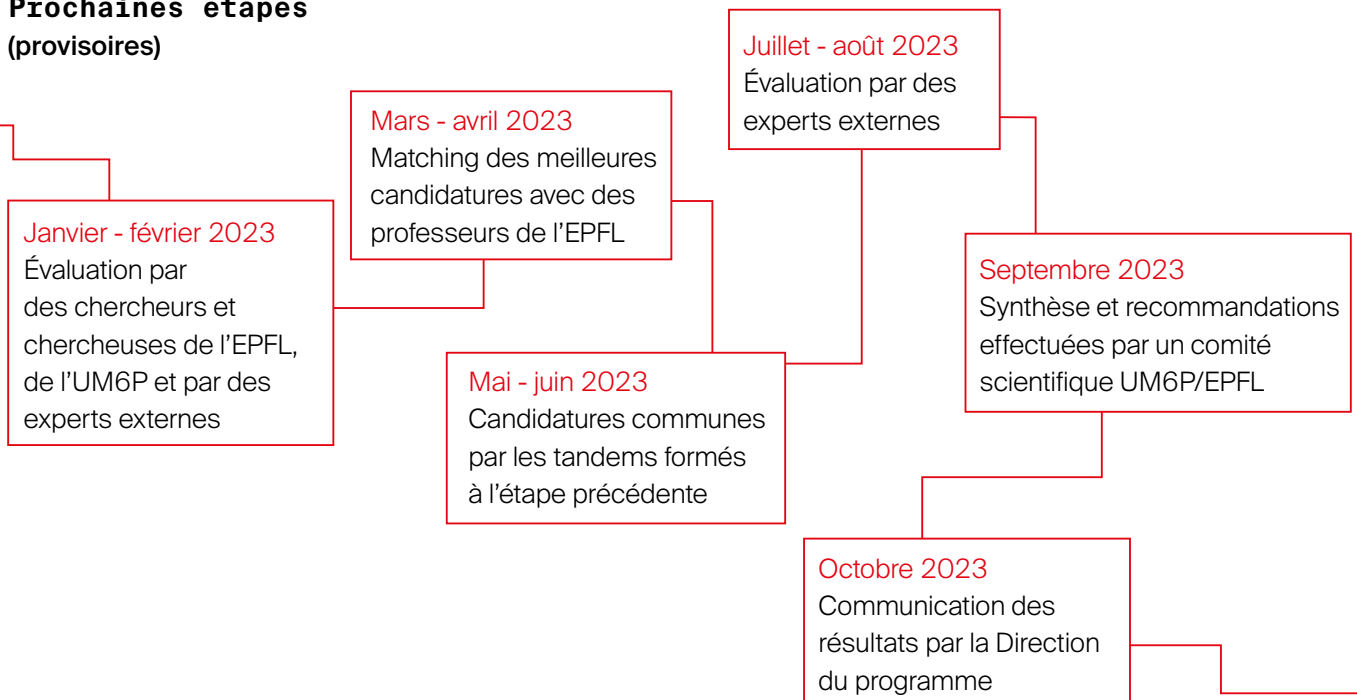 Prochaines étapes
(provisoires)
Janvier - février 2023
Évaluation par
des chercheurs et
chercheuses de l'EPFL,
de l'UM6P et par des
experts externes
Mars - avril 2023
Matching des meilleures
candidatures avec des
professeurs de l'EPFL
Mai - juin 2023
Candidatures communes
par les tandems formés
à l'étape précédente
Juillet - août 2023
Évaluation par des
experts externes
Septembre 2023
Synthèse et recommandations
effectuées par un comité
scientifique UM6P/EPFL
Octobre 2023
Communication des
résultats par la Direction
du programme